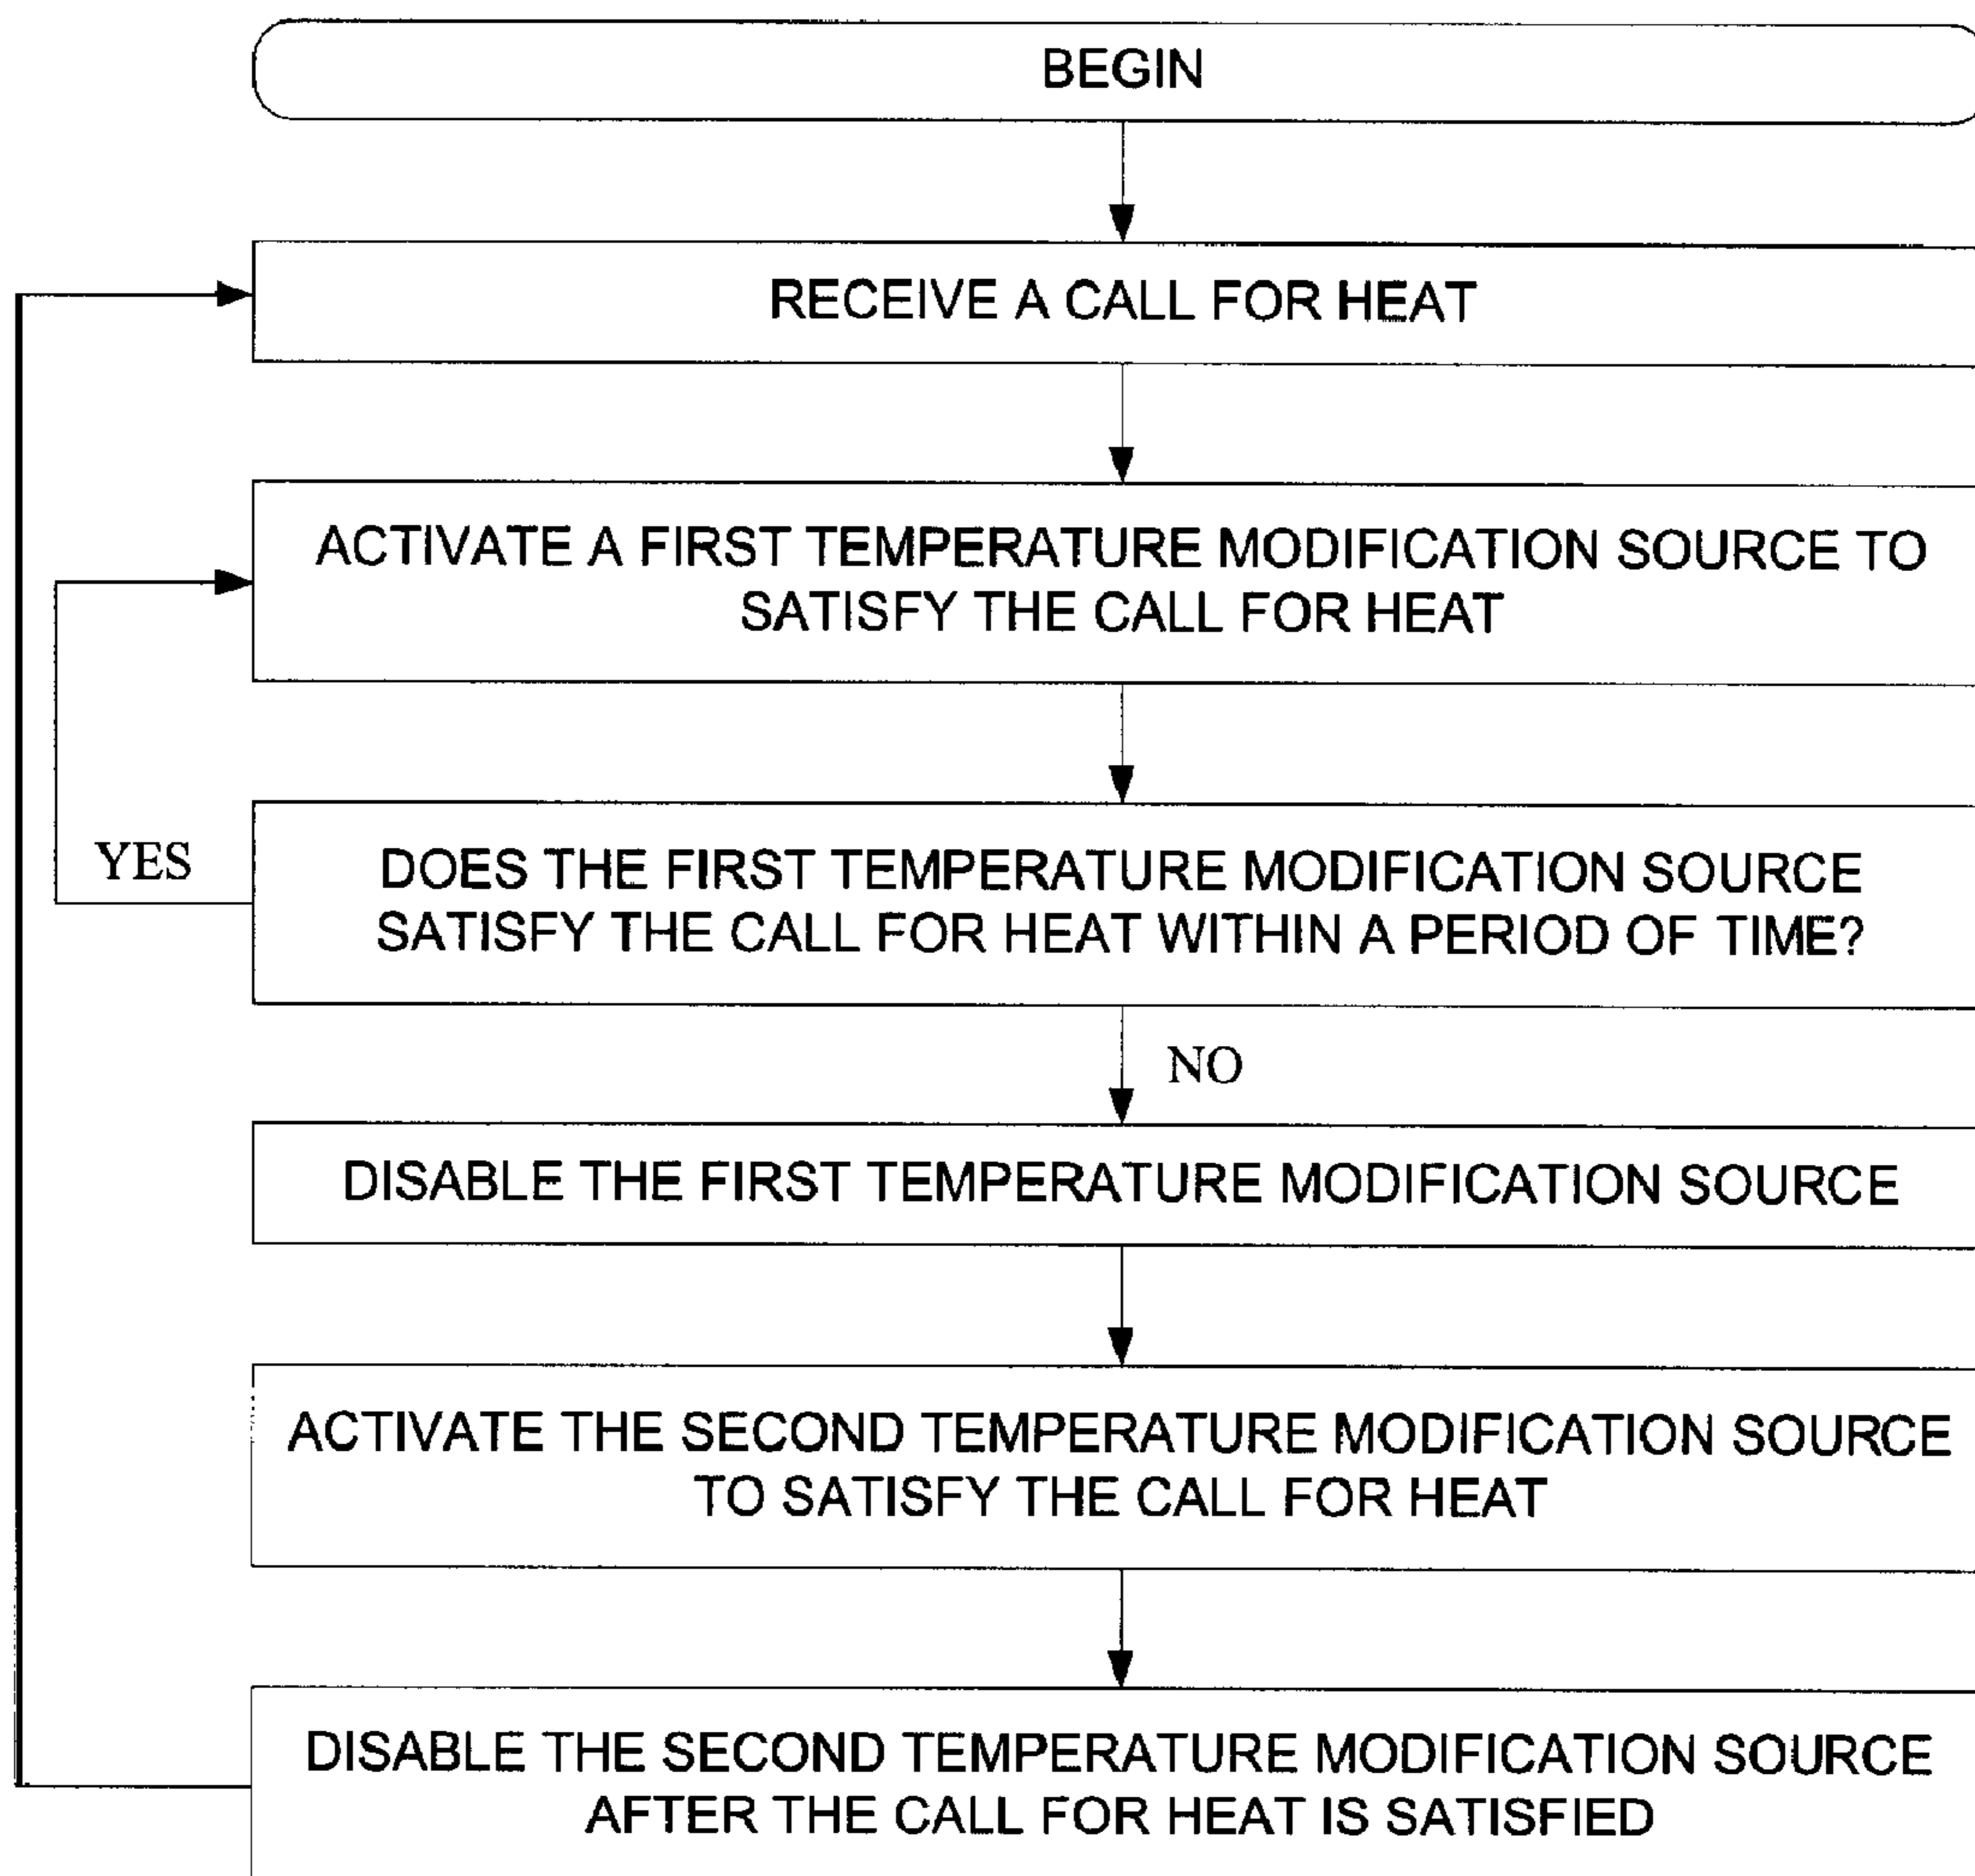 BEGIN
RECEIVE A CALL FOR HEAT
ACTIVATE A FIRST TEMPERATURE MODIFICATION SOURCE TO
SATISFY THE CALL FOR HEAT
YES
DOES THE FIRST TEMPERATURE MODIFICATION SOURCE
SATISFY THE CALL FOR HEAT WITHIN A PERIOD OF TIME?
NO
DISABLE THE FIRST TEMPERATURE MODIFICATION SOURCE
ACTIVATE THE SECOND TEMPERATURE MODIFICATION SOURCE
TO SATISFY THE CALL FOR HEAT
DISABLE THE SECOND TEMPERATURE MODIFICATION SOURCE
AFTER THE CALL FOR HEAT IS SATISFIED